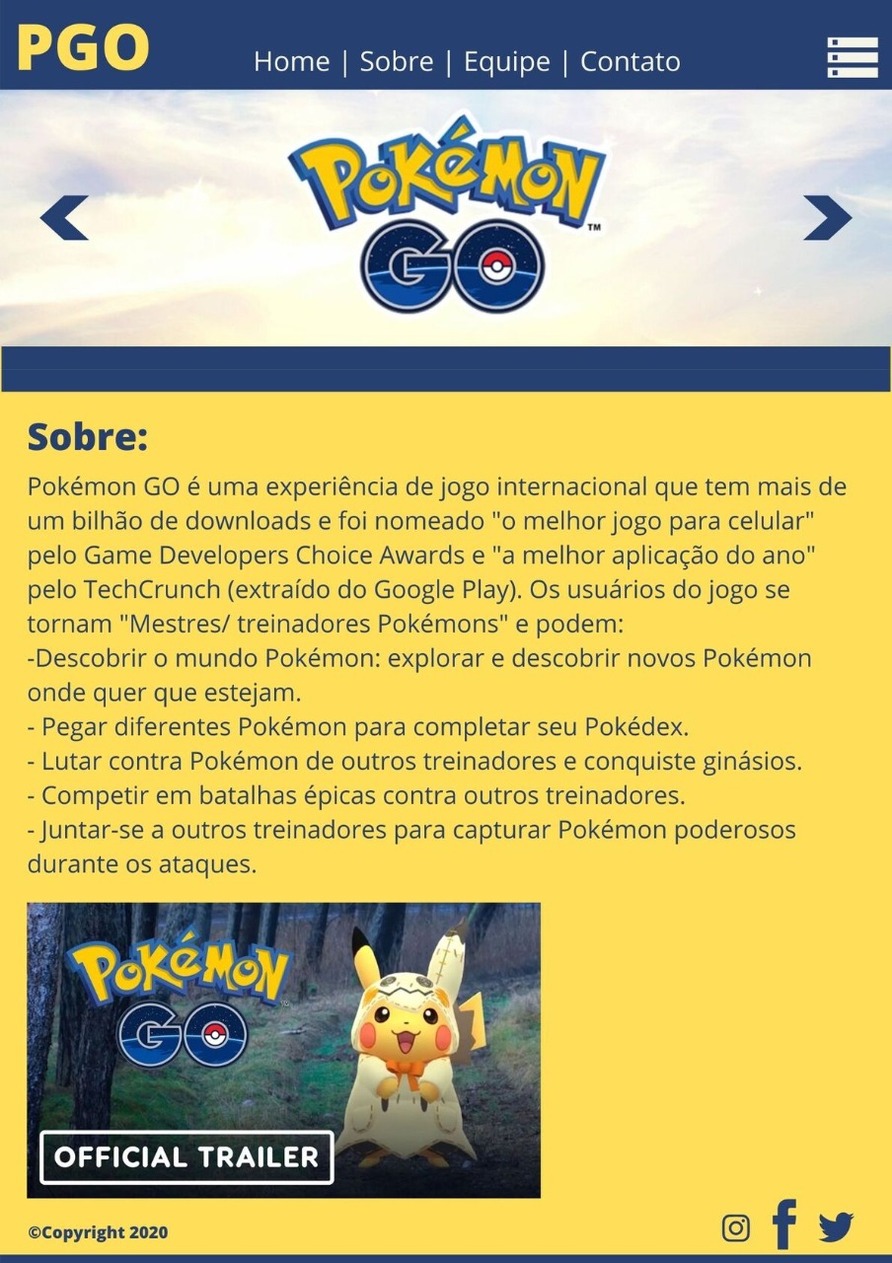 PGO
Home | Sobre | Equipe | Contato
POKéMON
TM
GO
Sobre:
Pokémon GO é uma experiência de jogo internacional que tem mais de
um bilhão de downloads e foi nomeado "o melhor jogo para celular"
pelo Game Developers Choice Awards e "a melhor aplicação do ano"
pelo TechCrunch (extraído do Google Play). Os usuários do jogo se
tornam "Mestres/ treinadores Pokémons" e podem:
-Descobrir o mundo Pokémon: explorar e descobrir novos Pokémon
onde quer que estejam.
- Pegar diferentes Pokémon para completar seu Pokédex.
- Lutar contra Pokémon de outros treinadores e conquiste ginásios.
- Competir em batalhas épicas contra outros treinadores.
- Juntar-se a outros treinadores para capturar Pokémon poderosos
durante os ataques.
POKéMON
GO
OFFICIAL TRAILER
©Copyright 2020